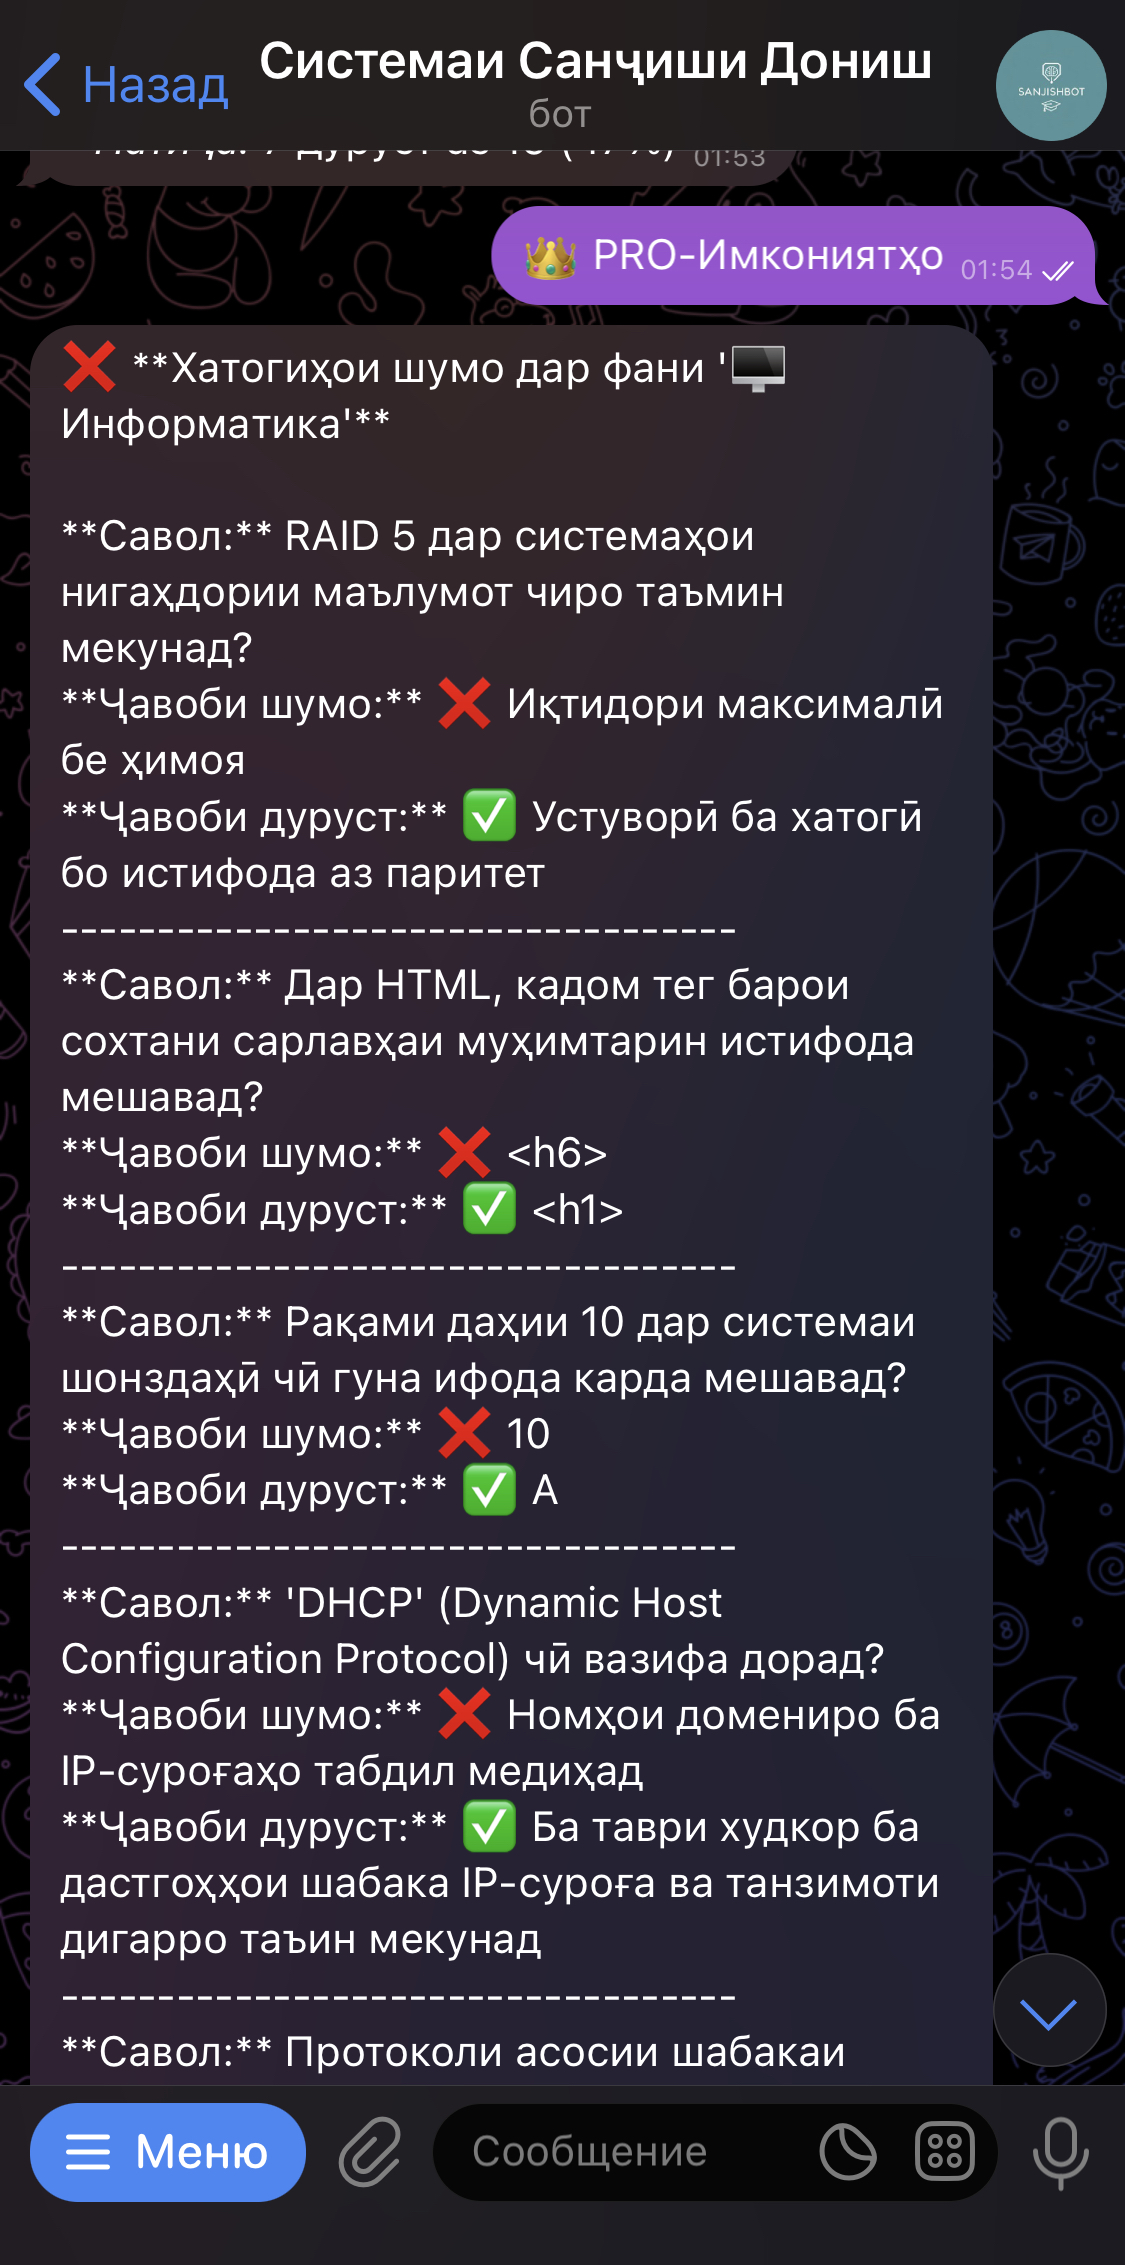 Назад
Системаи Санҷиши Дониш
бот
SANJISHBOT
01:53
👑 PRO-Имкониятҳо 01:54
❌ **Хатогиҳои шумо дар фани '🖥
Информатика'**
**Савол:** RAID 5 дар системаҳои
нигаҳдории маълумот чиро таъмин
мекунад?
**Ҷавоби шумо:** ❌ Иқтидори максималӣ
бе ҳимоя
**Ҷавоби дуруст:** ✅ Устуворӣ ба хатогӣ
бо истифода аз паритет
-----------------------------------
**Савол:** Дар HTML, кадом тег барои
сохтани сарлавҳаи муҳимтарин истифода
мешавад?
**Ҷавоби шумо:** ❌ <h6>
**Ҷавоби дуруст:** ✅ <h1>
-----------------------------------
**Савол:** Рақами даҳии 10 дар системаи
шонздаҳӣ чӣ гуна ифода карда мешавад?
**Ҷавоби шумо:** ❌ 10
**Ҷавоби дуруст:** ✅ A
-----------------------------------
**Савол:** 'DHCP' (Dynamic Host
Configuration Protocol) чӣ вазифа дорад?
**Ҷавоби шумо:** ❌ Номҳои домениро ба
IP-суроғаҳо табдил медиҳад
**Ҷавоби дуруст:** ✅ Ба таври худкор ба
дастгоҳҳои шабака IP-суроға ва танзимоти
дигарро таъин мекунад
-----------------------------------
**Савол:** Протоколи асосии шабакаи
Меню
Сообщение